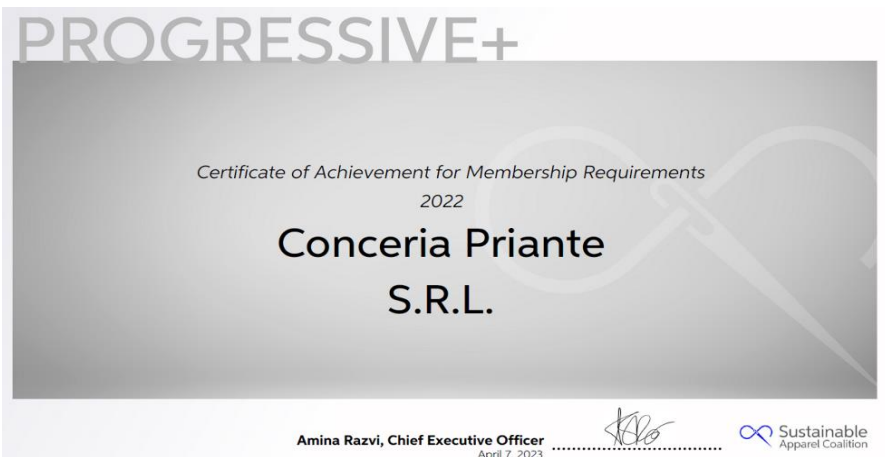 PROGRESSIVE+
Certificate of Achievement for Membership Requirements
2022
Conceria Priante
S.R.L.
Amina Razvi, Chief Executive Officer
April 7, 2023
Sustainable
Apparel Coalition